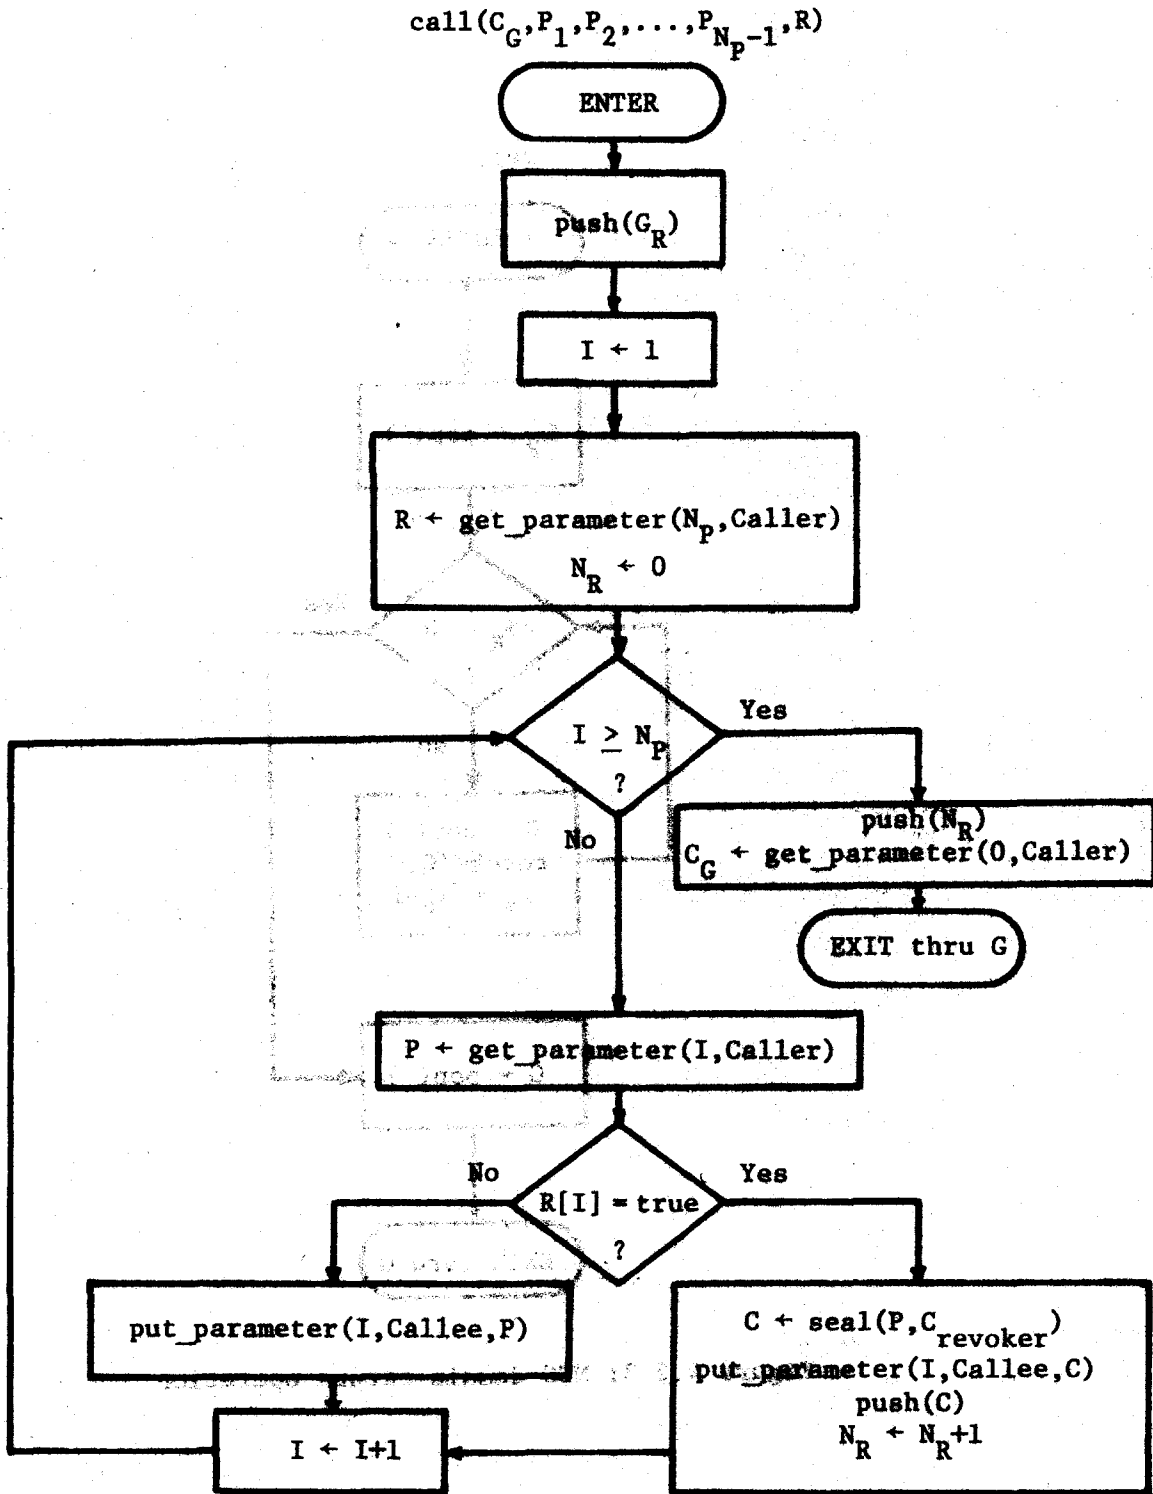 call(C_G,P_1,P_2,...,P_{N_P-1},R)
ENTER
push(G_R)
I ← 1
R ← get_parameter(N_P,Caller)
N_R ← 0
I ≥ N_P
?
Yes
No
push(N_R)
C_G ← get_parameter(0,Caller)
EXIT thru G
P ← get_parameter(I,Caller)
R[I] = true
?
No
Yes
put_parameter(I,Callee,P)
C ← seal(P,C_revoker)
put_parameter(I,Callee,C)
push(C)
N_R ← N_R+1
I ← I+1